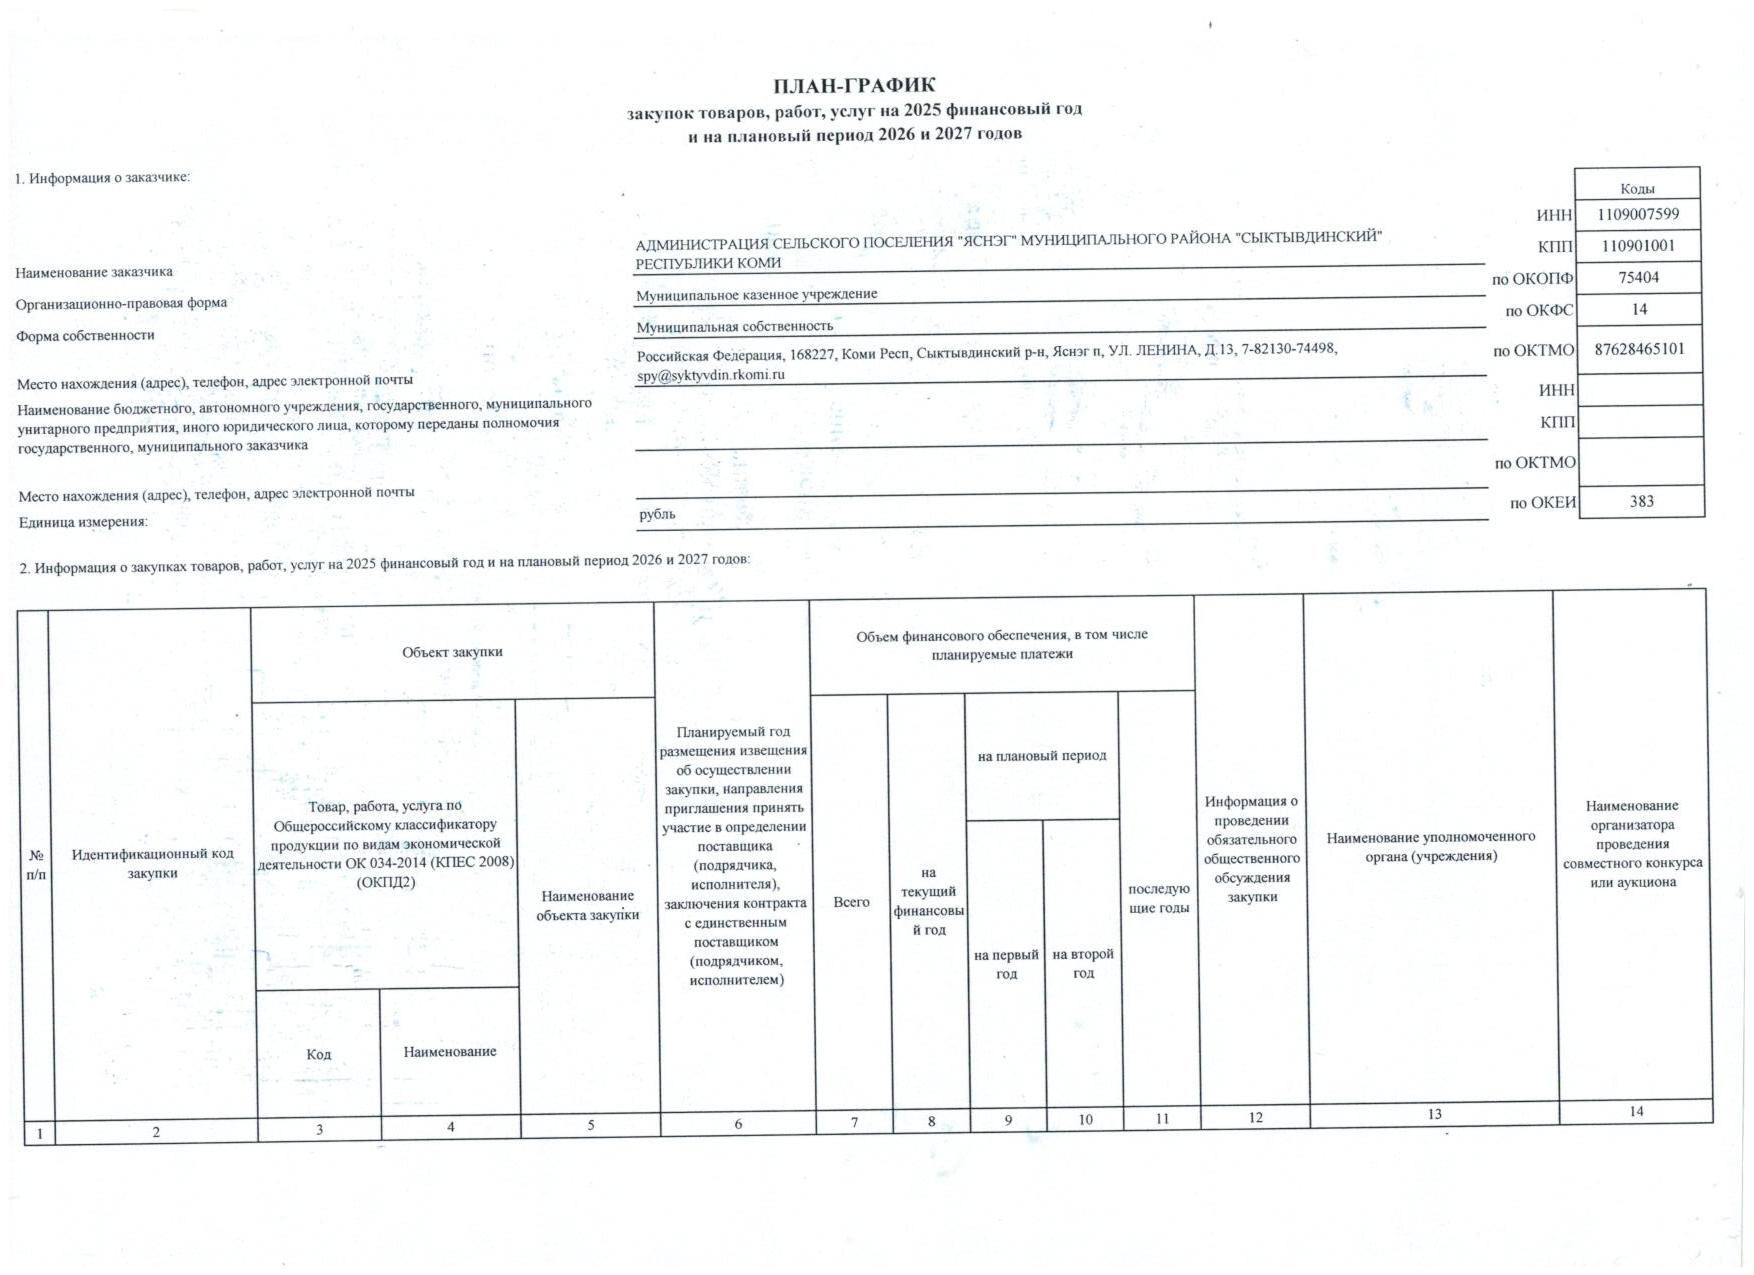 ПЛАН-ГРАФИК
закупок товаров, работ, услуг на 2025 финансовый год
и на плановый период 2026 и 2027 годов
1. Информация о заказчике:
Коды
ИНН 1109007599
АДМИНИСТРАЦИЯ СЕЛЬСКОГО ПОСЕЛЕНИЯ "ЯСНЭГ" МУНИЦИПАЛЬНОГО РАЙОНА "СЫКТЫВДИНСКИЙ"
РЕСПУБЛИКИ КОМИ
Наименование заказчика
КПП 110901001
Организационно-правовая форма
Муниципальное казенное учреждение
по ОКОПФ 75404
Форма собственности
Муниципальная собственность
по ОКФС 14
Российская Федерация, 168227, Коми Респ, Сыктывдинский р-н, Яснэг п, УЛ. ЛЕНИНА, Д.13, 7-82130-74498,
spy@syktyvdin.rkomi.ru
Место нахождения (адрес), телефон, адрес электронной почты
по ОКТМО 87628465101
Наименование бюджетного, автономного учреждения, государственного, муниципального
унитарного предприятия, иного юридического лица, которому переданы полномочия
государственного, муниципального заказчика
ИНН
КПП
Место нахождения (адрес), телефон, адрес электронной почты
по ОКТМО
Единица измерения:
рубль
по ОКЕИ 383
2. Информация о закупках товаров, работ, услуг на 2025 финансовый год и на плановый период 2026 и 2027 годов:
№
п/п
Идентификационный код
закупки
Объект закупки
Товар, работа, услуга по
Общероссийскому классификатору
продукции по видам экономической
деятельности ОК 034-2014 (КПЕС 2008)
(ОКПД2)
Код
Наименование
Наименование
объекта закупки
Планируемый год
размещения извещения
об осуществлении
закупки, направления
приглашения принять
участие в определении
поставщика
(подрядчика,
исполнителя),
заключения контракта
с единственным
поставщиком
(подрядчиком,
исполнителем)
Объем финансового обеспечения, в том числе
планируемые платежи
Всего
на
текущий
финансовы
й год
на плановый период
на первый
год
на второй
год
последую
щие годы
Информация о
проведении
обязательного
общественного
обсуждения
закупки
Наименование уполномоченного
органа (учреждения)
Наименование
организатора
проведения
совместного конкурса
или аукциона
1 2 3 4 5 6 7 8 9 10 11 12 13 14